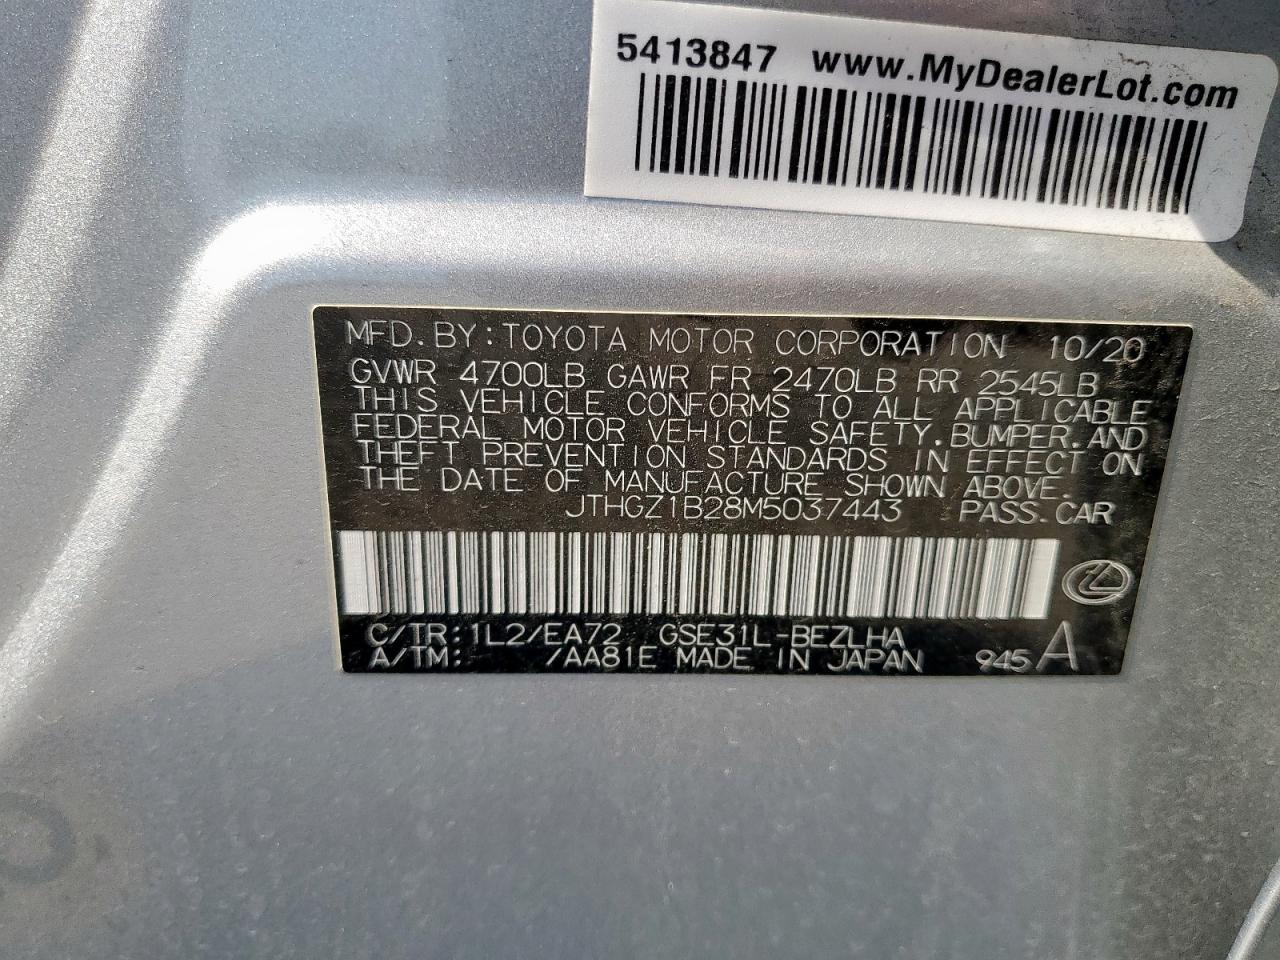 5413847 www.MyDealerLot.com
MFD. BY: TOYOTA MOTOR CORPORATION 10/20
GVWR 4700LB GAWR FR 2470LB RR 2545LB
THIS VEHICLE CONFORMS TO ALL APPLICABLE
FEDERAL MOTOR VEHICLE SAFETY, BUMPER, AND
THEFT PREVENTION STANDARDS IN EFFECT ON
THE DATE OF MANUFACTURE SHOWN ABOVE.
JTHGZ1B28M5037443 PASS. CAR
C/TR: 1L2/EA72 GSE31L-BEZLHA
A/TM: - /AA81E MADE IN JAPAN 945 A